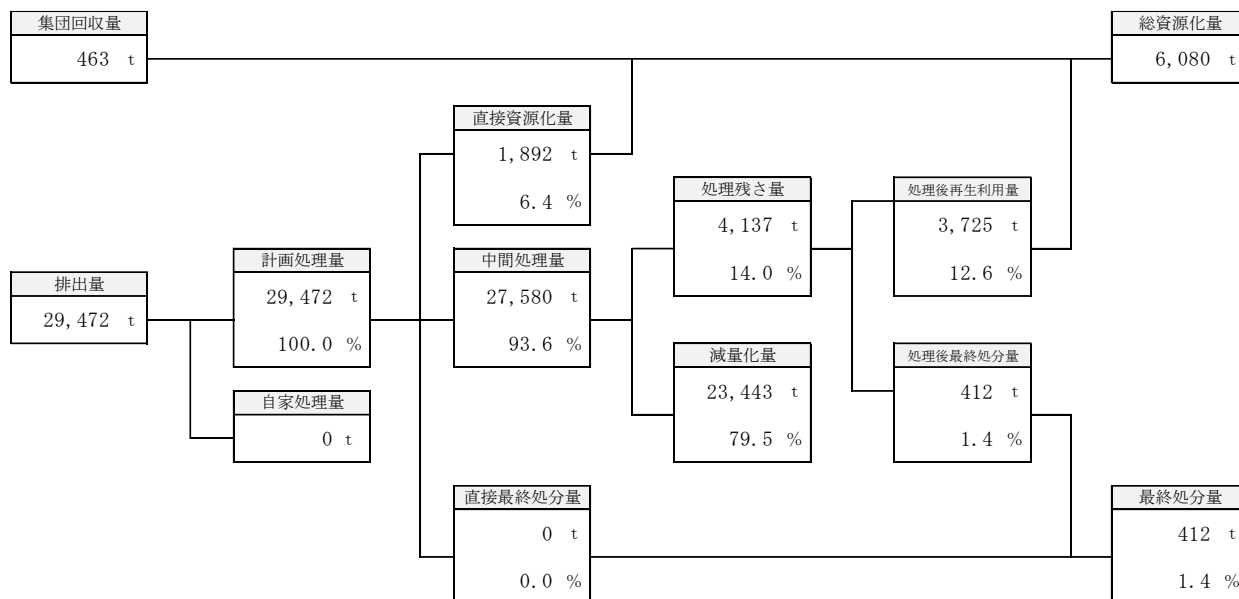 集団回収量
463 t
総資源化量
6,080 t
直接資源化量
1,892 t
6.4 %
処理残さ量
4,137 t
14.0 %
処理後再生利用量
3,725 t
12.6 %
排出量
29,472 t
計画処理量
29,472 t
100.0 %
中間処理量
27,580 t
93.6 %
減量化量
23,443 t
79.5 %
処理後最終処分量
412 t
1.4 %
自家処理量
0 t
直接最終処分量
0 t
0.0 %
最終処分量
412 t
1.4 %